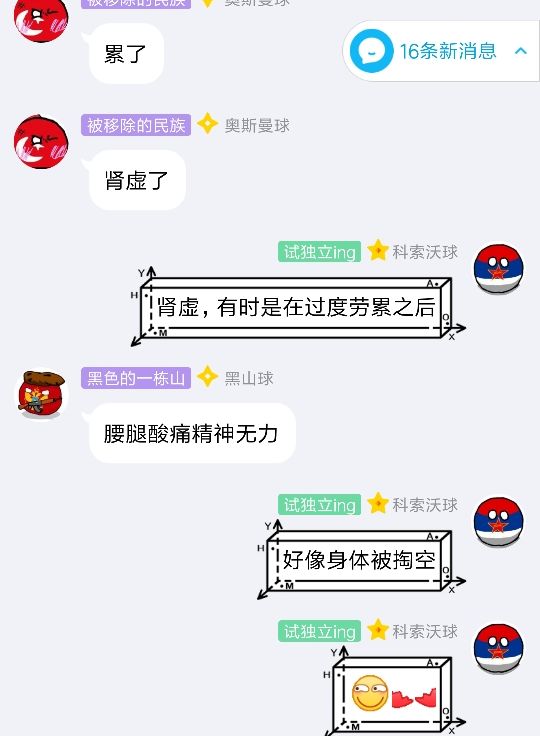 被移除的民族 奥斯曼球
累了
16条新消息
被移除的民族 奥斯曼球
肾虚了
试独立ing 科索沃球
Y
A
H
肾虚，有时是在过度劳累之后
O
M
X
黑色的一栋山 黑山球
腰腿酸痛精神无力
试独立ing 科索沃球
Y
A
H
好像身体被掏空
O
M
X
试独立ing 科索沃球
Y
A
H
O
M
X